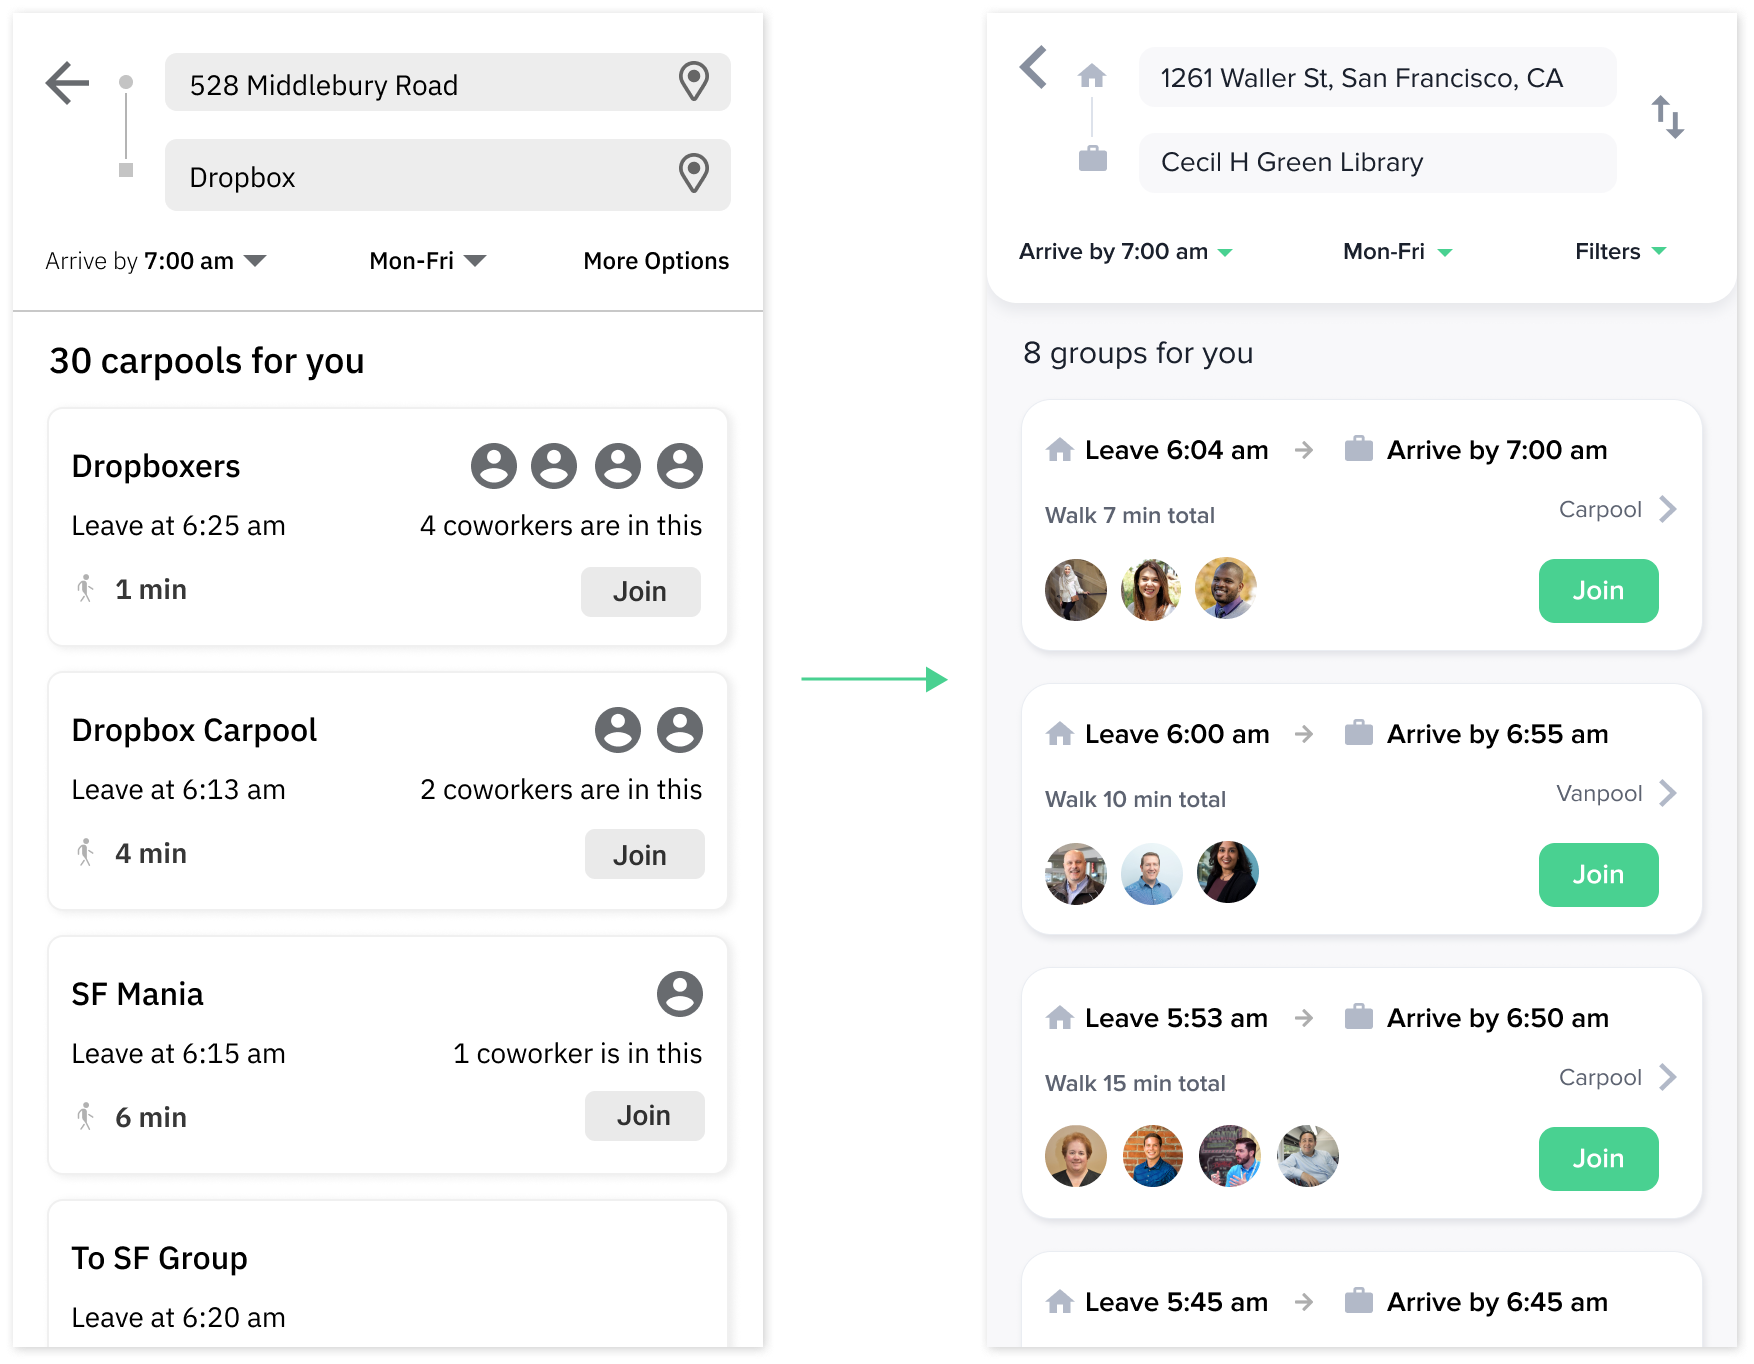 528 Middlebury Road
Dropbox
Arrive by 7:00 am
Mon-Fri
More Options
30 carpools for you
Dropboxers
Leave at 6:25 am
4 coworkers are in this
1 min
Join
Dropbox Carpool
Leave at 6:13 am
2 coworkers are in this
4 min
Join
SF Mania
Leave at 6:15 am
1 coworker is in this
6 min
Join
To SF Group
Leave at 6:20 am
1261 Waller St, San Francisco, CA
Cecil H Green Library
Arrive by 7:00 am
Mon-Fri
Filters
8 groups for you
Leave 6:04 am
Arrive by 7:00 am
Walk 7 min total
Carpool
Join
Leave 6:00 am
Arrive by 6:55 am
Walk 10 min total
Vanpool
Join
Leave 5:53 am
Arrive by 6:50 am
Walk 15 min total
Carpool
Join
Leave 5:45 am
Arrive by 6:45 am